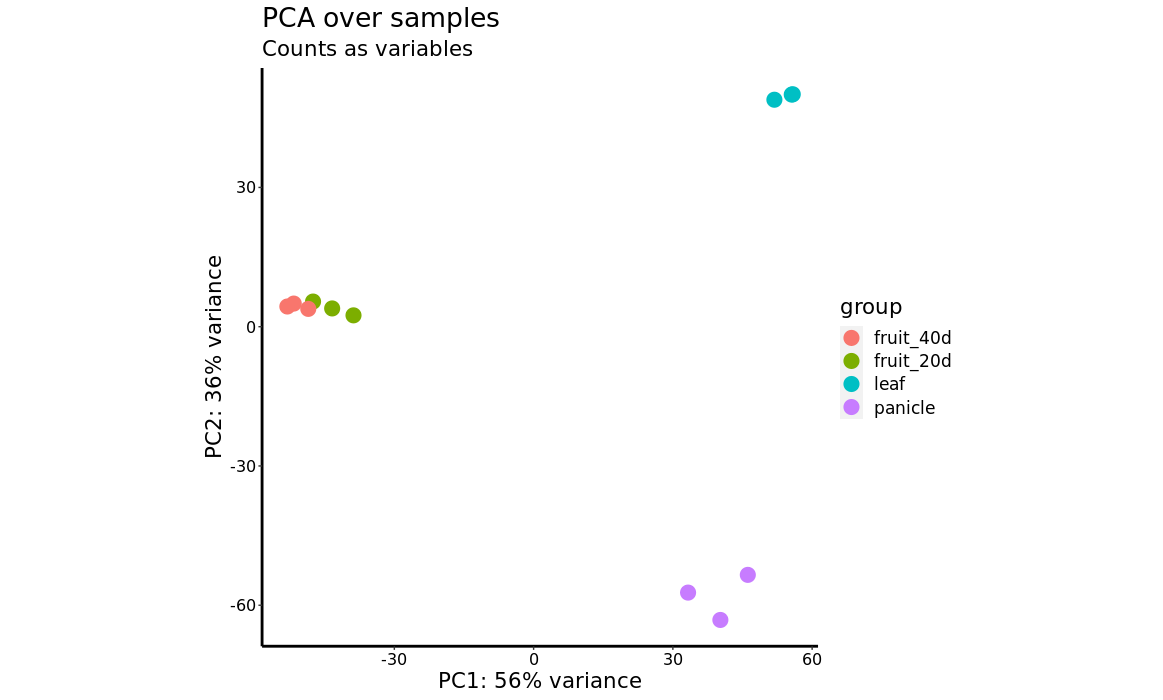 PCA over samples
Counts as variables
30
0
-30
-60
PC2: 36% variance
-30
0
30
60
PC1: 56% variance
group
fruit_40d
fruit_20d
leaf
panicle